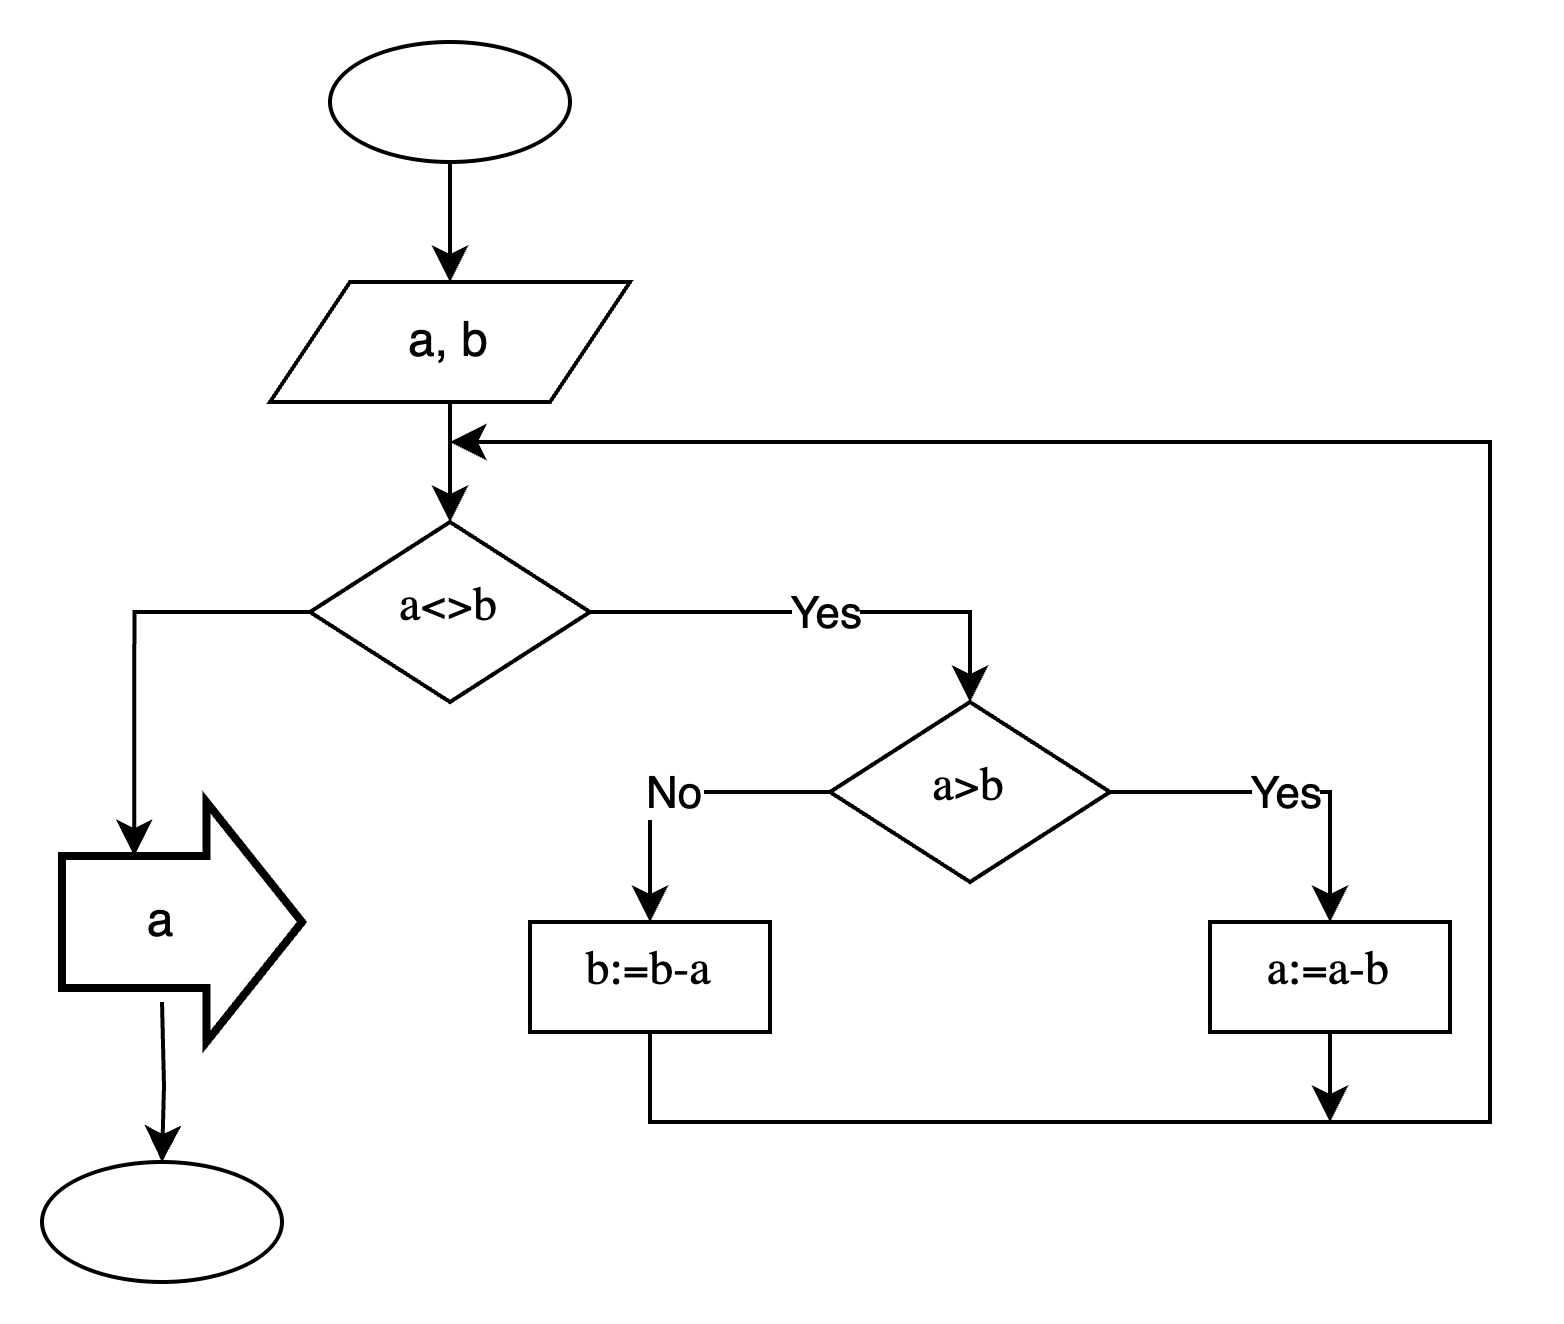 a, b
a<>b
Yes
a>b
No
Yes
a
b:=b-a
a:=a-b